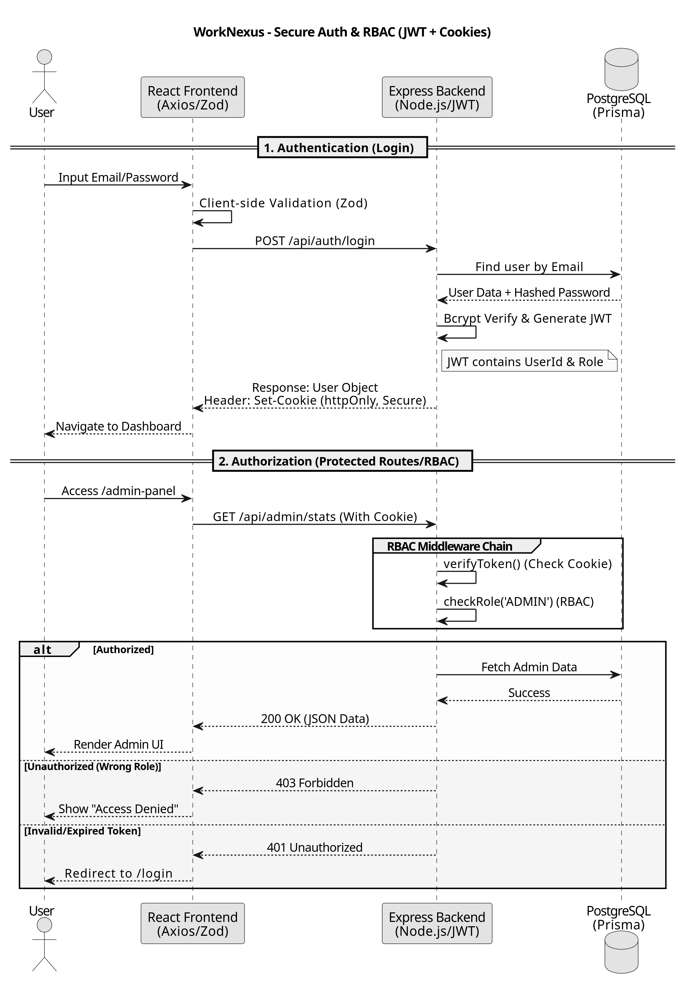 WorkNexus - Secure Auth & RBAC (JWT + Cookies)
User
React Frontend
(Axios/Zod)
Express Backend
(Node.js/JWT)
PostgreSQL
(Prisma)
1. Authentication (Login)
Input Email/Password
Client-side Validation (Zod)
POST /api/auth/login
Find user by Email
User Data + Hashed Password
Bcrypt Verify & Generate JWT
JWT contains UserId & Role
Response: User Object
Header: Set-Cookie (httpOnly, Secure)
Navigate to Dashboard
2. Authorization (Protected Routes/RBAC)
Access /admin-panel
GET /api/admin/stats (With Cookie)
RBAC Middleware Chain
verifyToken() (Check Cookie)
checkRole('ADMIN') (RBAC)
alt [Authorized]
Fetch Admin Data
Success
200 OK (JSON Data)
Render Admin UI
[Unauthorized (Wrong Role)]
403 Forbidden
Show "Access Denied"
[Invalid/Expired Token]
401 Unauthorized
Redirect to /login
User
React Frontend
(Axios/Zod)
Express Backend
(Node.js/JWT)
PostgreSQL
(Prisma)